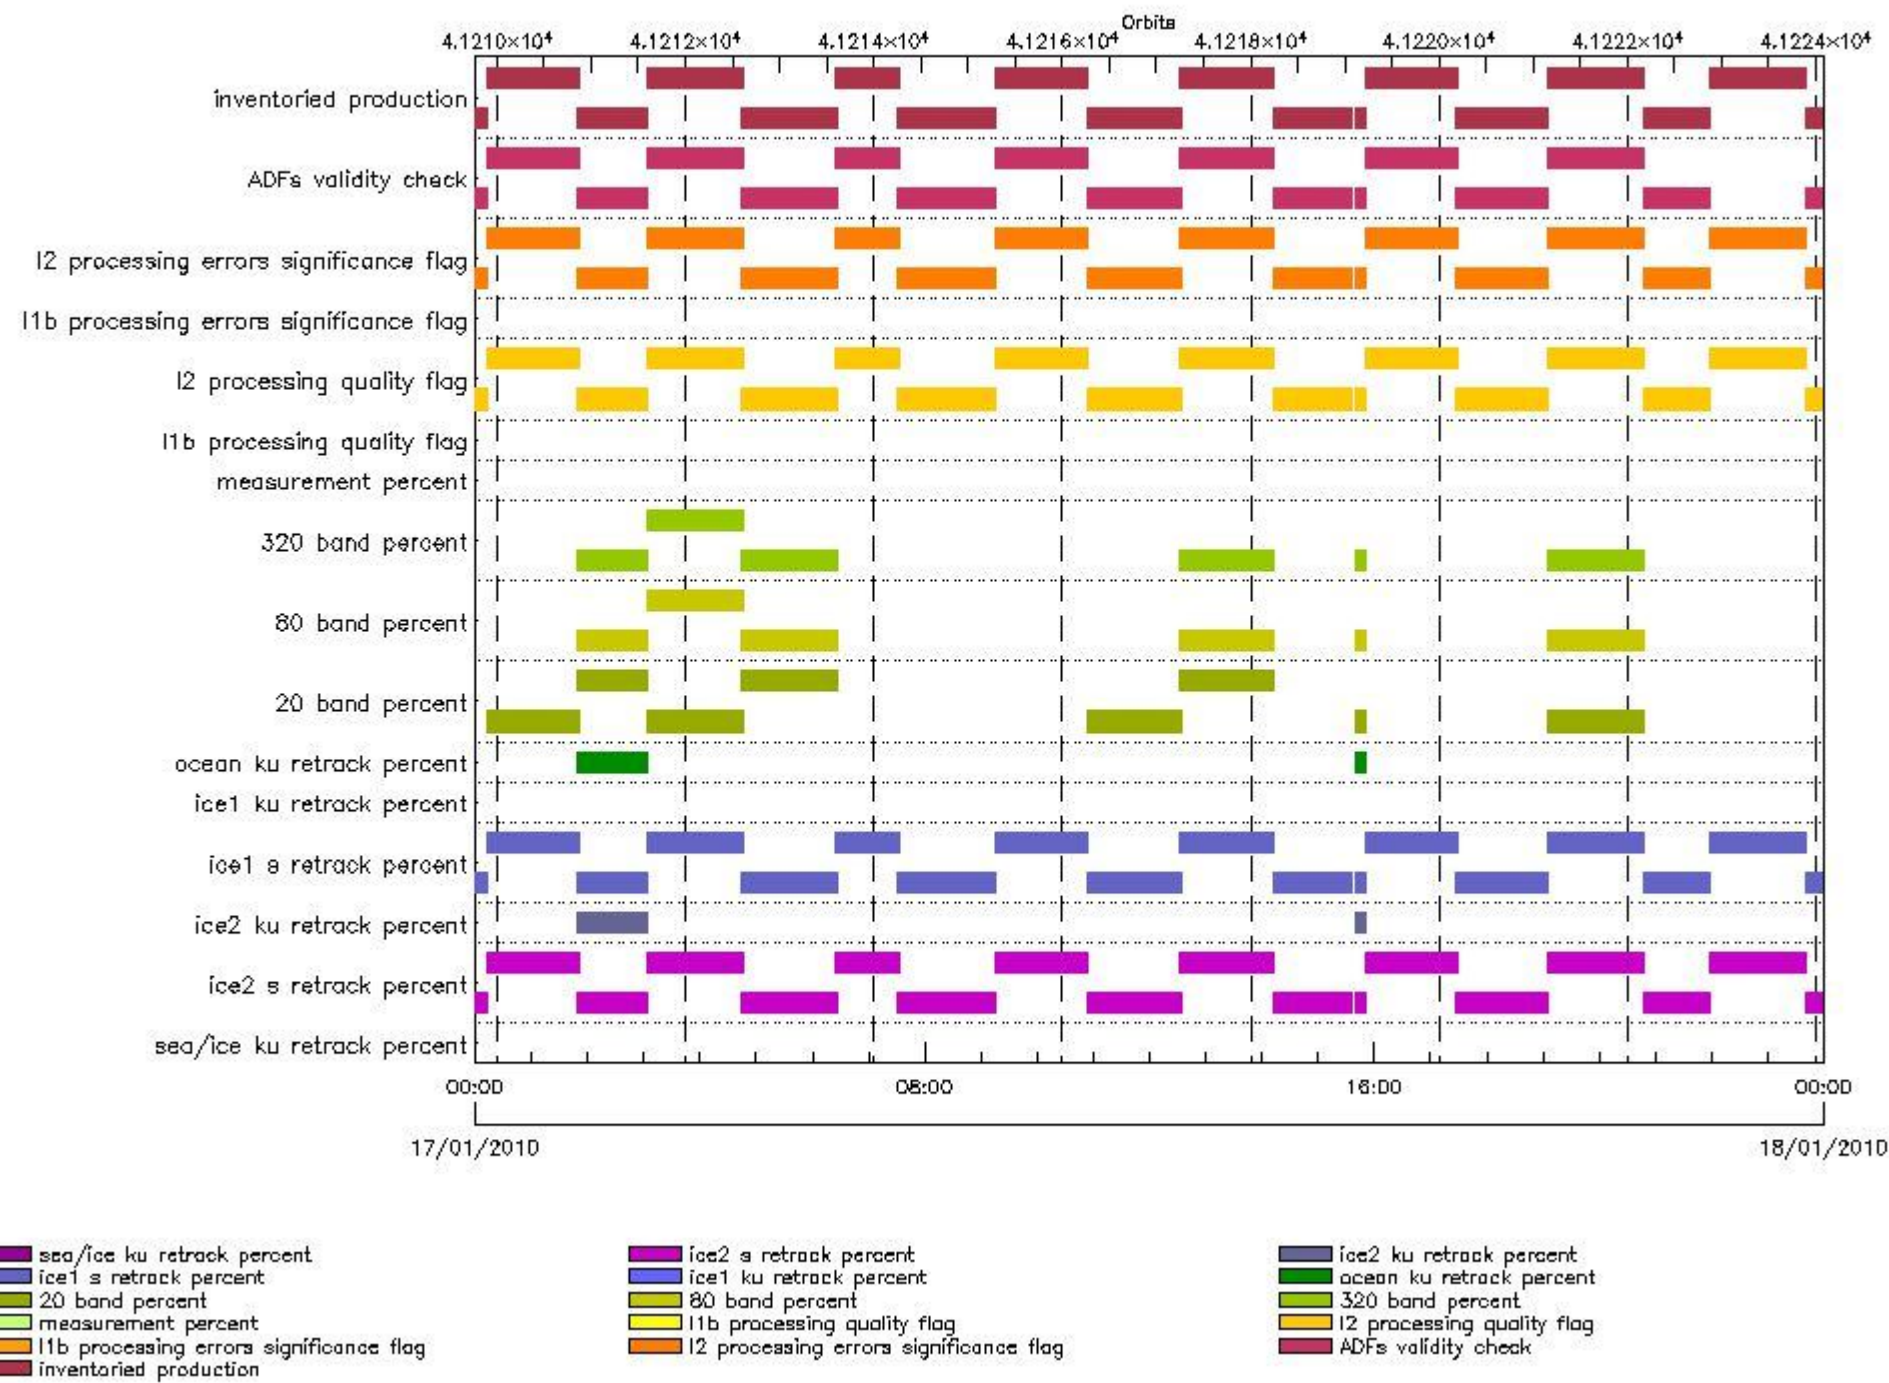 Orbits
4.1210×10⁴ 4.1212×10⁴ 4.1214×10⁴ 4.1216×10⁴ 4.1218×10⁴ 4.1220×10⁴ 4.1222×10⁴ 4.1224×10⁴
inventoried production
ADFs validity check
l2 processing errors significance flag
l1b processing errors significance flag
l2 processing quality flag
l1b processing quality flag
measurement percent
320 band percent
80 band percent
20 band percent
ocean ku retrack percent
ice1 ku retrack percent
ice1 s retrack percent
ice2 ku retrack percent
ice2 s retrack percent
sea/ice ku retrack percent
00:00 08:00 16:00 00:00
17/01/2010 18/01/2010
sea/ice ku retrack percent ice2 s retrack percent ice2 ku retrack percent
ice1 s retrack percent ice1 ku retrack percent ocean ku retrack percent
20 band percent 80 band percent 320 band percent
measurement percent l1b processing quality flag l2 processing quality flag
l1b processing errors significance flag l2 processing errors significance flag ADFs validity check
inventoried production